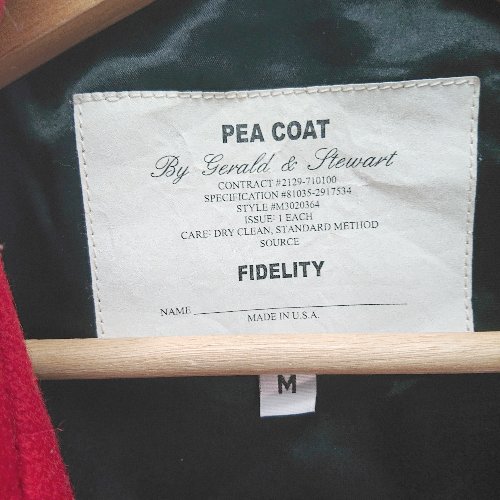 PEA COAT
By Gerald & Stewart
CONTRACT #2129-710100
SPECIFICATION #81035-2917534
STYLE #M3020364
ISSUE: 1 EACH
CARE: DRY CLEAN, STANDARD METHOD
SOURCE
FIDELITY
NAME
MADE IN U.S.A.
M